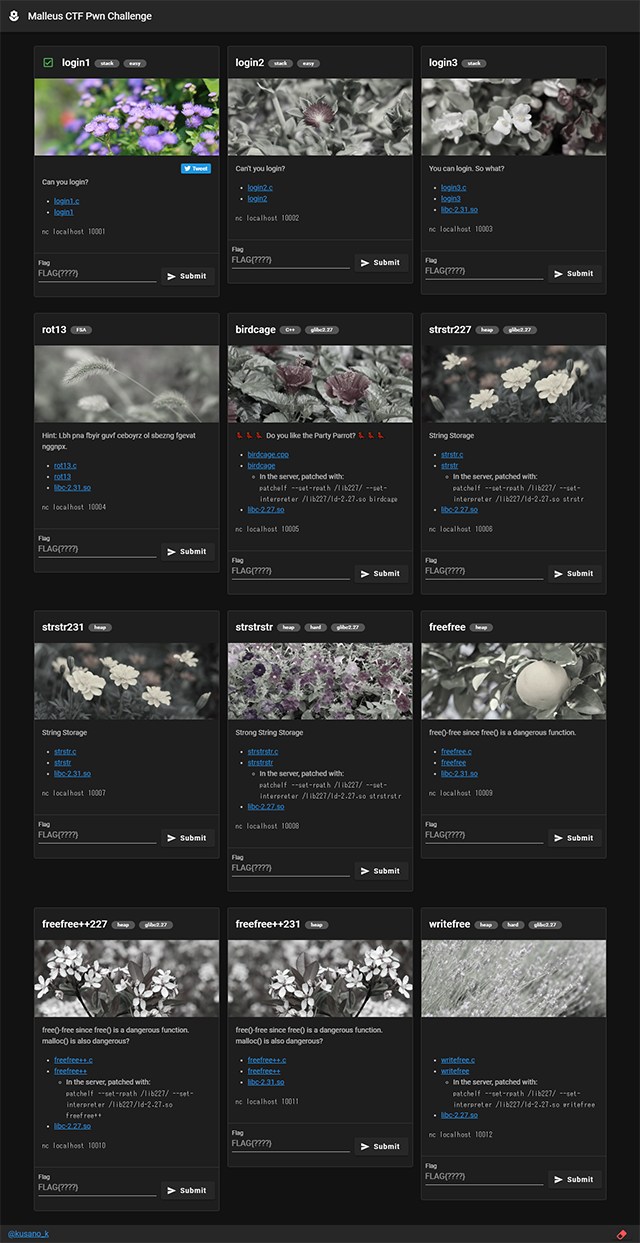 Malleus CTF Pwn Challenge
login1 stack easy
Tweet
Can you login?
login1.c
login1
nc localhost 10001
Flag
FLAG{????}
Submit
login2 stack easy
Can't you login?
login2.c
login2
nc localhost 10002
Flag
FLAG{????}
Submit
login3 stack
You can login. So what?
login3.c
login3
libc-2.31.so
nc localhost 10003
Flag
FLAG{????}
Submit
rot13 FSA
Hint: Lbh pna fbyir guvf ceboyrz ol sbezng fgevat
nggnpx.
rot13.c
rot13
libc-2.31.so
nc localhost 10004
Flag
FLAG{????}
Submit
birdcage C++ glibc2.27
Do you like the Party Parrot?
birdcage.cpp
birdcage
In the server, patched with:
patchelf --set-rpath /lib227/ --set-
interpreter /lib227/ld-2.27.so birdcage
libc-2.27.so
nc localhost 10005
Flag
FLAG{????}
Submit
strstr227 heap glibc2.27
String Storage
strstr.c
strstr
In the server, patched with:
patchelf --set-rpath /lib227/ --set-
interpreter /lib227/ld-2.27.so strstr
libc-2.27.so
nc localhost 10006
Flag
FLAG{????}
Submit
strstr231 heap
String Storage
strstr.c
strstr
libc-2.31.so
nc localhost 10007
Flag
FLAG{????}
Submit
strstrstr heap hard glibc2.27
Strong String Storage
strstrstr.c
strstrstr
In the server, patched with:
patchelf --set-rpath /lib227/ --set-
interpreter /lib227/ld-2.27.so strstrstr
libc-2.27.so
nc localhost 10008
Flag
FLAG{????}
Submit
freefree heap
free()-free since free() is a dangerous function.
freefree.c
freefree
libc-2.31.so
nc localhost 10009
Flag
FLAG{????}
Submit
freefree++227 heap glibc2.27
free()-free since free() is a dangerous function.
malloc() is also dangerous?
freefree++.c
freefree++
In the server, patched with:
patchelf --set-rpath /lib227/ --set-
interpreter /lib227/ld-2.27.so
freefree++
libc-2.27.so
nc localhost 10010
Flag
FLAG{????}
Submit
freefree++231 heap
free()-free since free() is a dangerous function.
malloc() is also dangerous?
freefree++.c
freefree++
libc-2.31.so
nc localhost 10011
Flag
FLAG{????}
Submit
writefree heap hard glibc2.27
writefree.c
writefree
In the server, patched with:
patchelf --set-rpath /lib227/ --set-
interpreter /lib227/ld-2.27.so writefree
libc-2.27.so
nc localhost 10012
Flag
FLAG{????}
Submit
@kusano_k